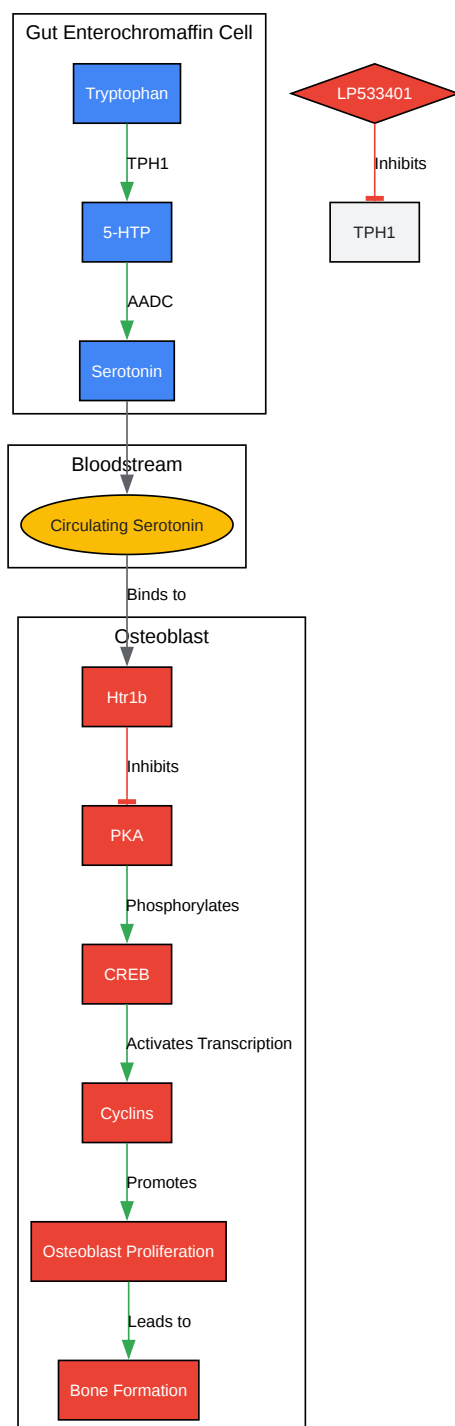 Gut Enterochromaffin Cell
Tryptophan
LP533401
TPH1
Inhibits
5-HTP
TPH1
AADC
Serotonin
Bloodstream
Circulating Serotonin
Binds to
Osteoblast
Htr1b
Inhibits
PKA
Phosphorylates
CREB
Activates Transcription
Cyclins
Promotes
Osteoblast Proliferation
Leads to
Bone Formation